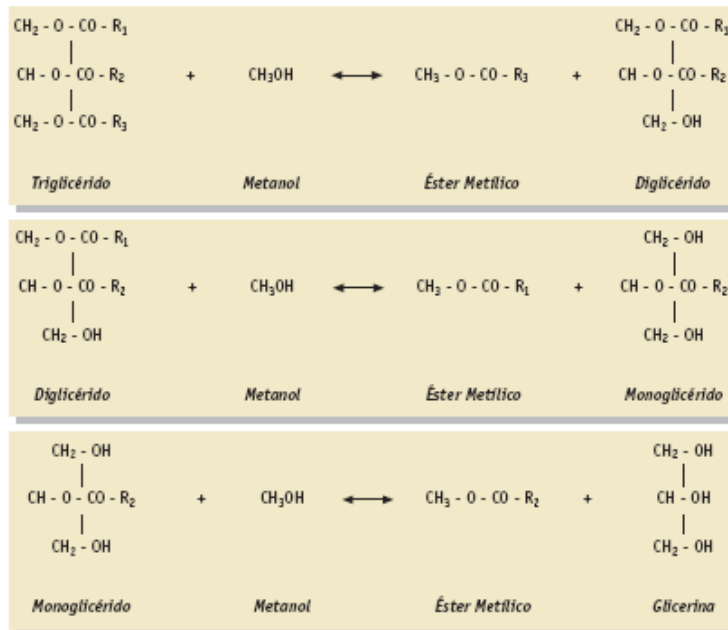 CH₂ - O - CO - R₁ CH₂ - O - CO - R₁
CH - O - CO - R₂ + CH₃OH ⟷ CH₃ - O - CO - R₃ + CH - O - CO - R₂
CH₂ - O - CO - R₃ CH₂ - OH
Triglicérido Metanol Éster Metílico Diglicérido
CH₂ - O - CO - R₁ CH₂ - OH
CH - O - CO - R₂ + CH₃OH ⟷ CH₃ - O - CO - R₁ + CH - O - CO - R₂
CH₂ - OH CH₂ - OH
Diglicérido Metanol Éster Metílico Monoglicérido
CH₂ - OH CH₂ - OH
CH - O - CO - R₂ + CH₃OH ⟷ CH₃ - O - CO - R₂ + CH - OH
CH₂ - OH CH₂ - OH
Monoglicérido Metanol Éster Metílico Glicerina